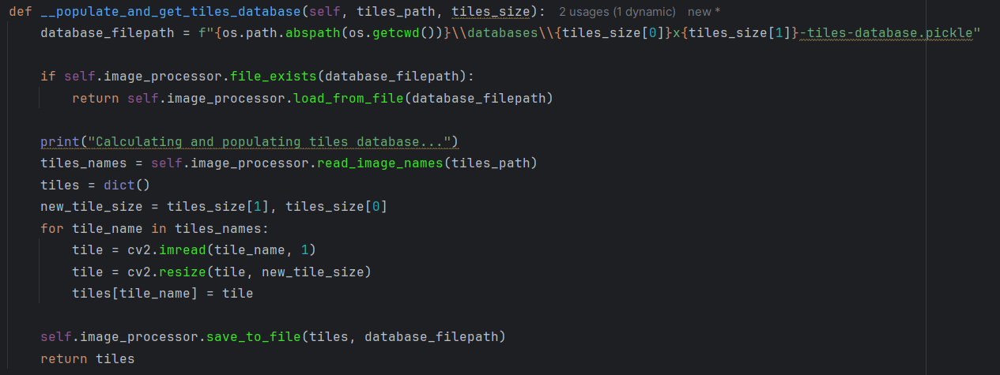 def __populate_and_get_tiles_database(self, tiles_path, tiles_size): 2 usages (1 dynamic) new *
    database_filepath = f"{os.path.abspath(os.getcwd())}\\databases\\{tiles_size[0]}x{tiles_size[1]}-tiles-database.pickle"

    if self.image_processor.file_exists(database_filepath):
        return self.image_processor.load_from_file(database_filepath)

    print("Calculating and populating tiles database...")
    tiles_names = self.image_processor.read_image_names(tiles_path)
    tiles = dict()
    new_tile_size = tiles_size[1], tiles_size[0]
    for tile_name in tiles_names:
        tile = cv2.imread(tile_name, 1)
        tile = cv2.resize(tile, new_tile_size)
        tiles[tile_name] = tile

    self.image_processor.save_to_file(tiles, database_filepath)
    return tiles